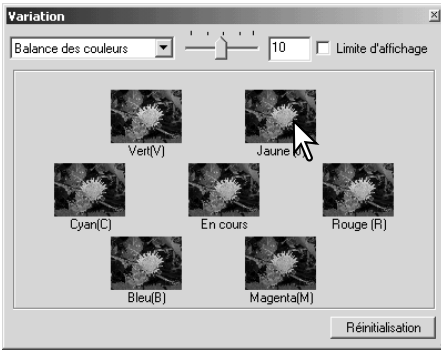 Variation
Balance des couleurs 10 Limite d'affichage
Vert(V) Jaune
Cyan(C) En cours Rouge (R)
Bleu(B) Magenta(M)
Réinitialisation